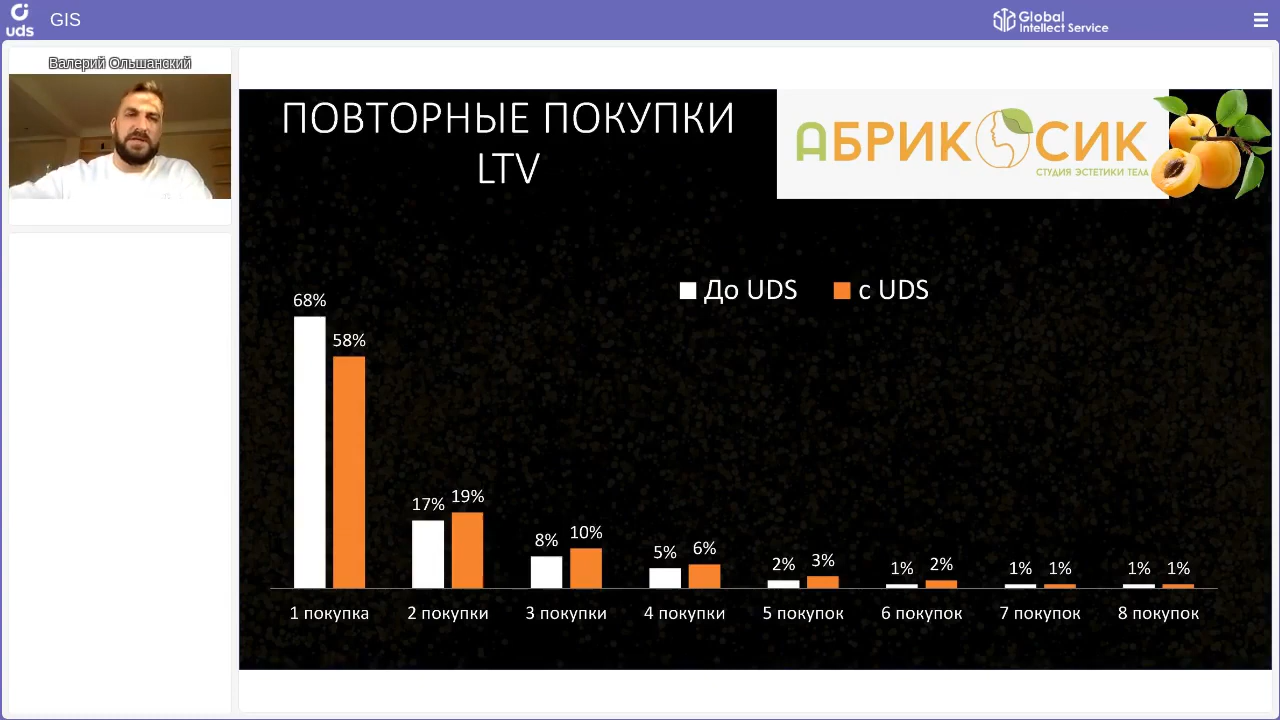 uds
GIS
Global
Intellect Service
Валерий Ольшанский
ПОВТОРНЫЕ ПОКУПКИ
LTV
АБРИКОСИК
СТУДИЯ ЭСТЕТИКИ ТЕЛА
До UDS с UDS
68% 58%
17% 19%
8% 10%
5% 6%
2% 3%
1% 2%
1% 1%
1% 1%
1 покупка 2 покупки 3 покупки 4 покупки 5 покупок 6 покупок 7 покупок 8 покупок